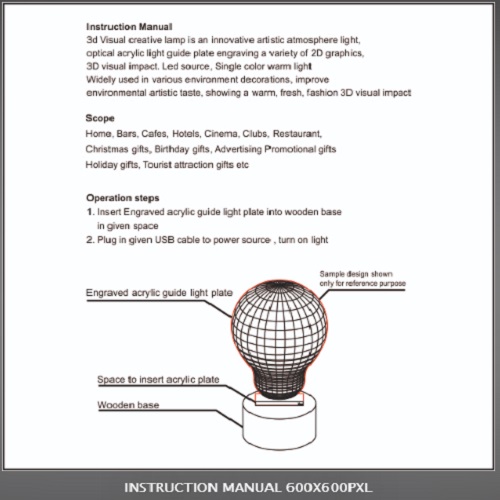 Instruction Manual
3d Visual creative lamp is an innovative artistic atmosphere light,
optical acrylic light guide plate engraving a variety of 2D graphics,
3D visual impact. Led source, Single color warm light
Widely used in various environment decorations, improve
environmental artistic taste, showing a warm, fresh, fashion 3D visual impact
Scope
Home, Bars, Cafes, Hotels, Cinema, Clubs, Restaurant,
Christmas gifts, Birthday gifts, Advertising Promotional gifts
Holiday gifts, Tourist attraction gifts etc
Operation steps
1. Insert Engraved acrylic guide light plate into wooden base
in given space
2. Plug in given USB cable to power source , turn on light
Sample design shown
only for reference purpose
Engraved acrylic guide light plate
Space to insert acrylic plate
Wooden base
INSTRUCTION MANUAL 600X600PXL